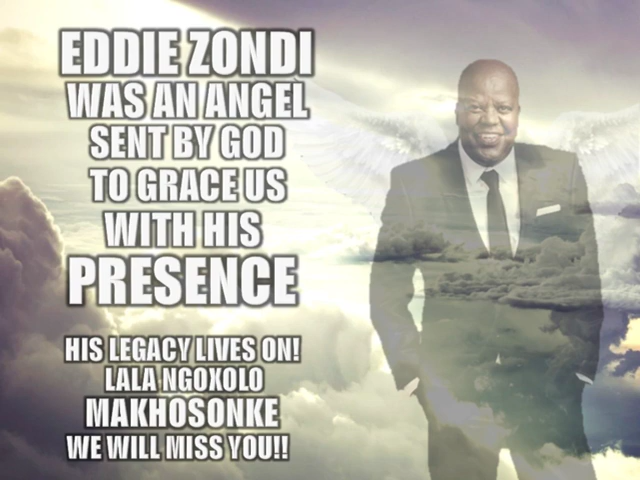 EDDIE ZONDI
WAS AN ANGEL
SENT BY GOD
TO GRACE US
WITH HIS
PRESENCE
HIS LEGACY LIVES ON!
LALA NGOXOLO
MAKHOSONKE
WE WILL MISS YOU!!